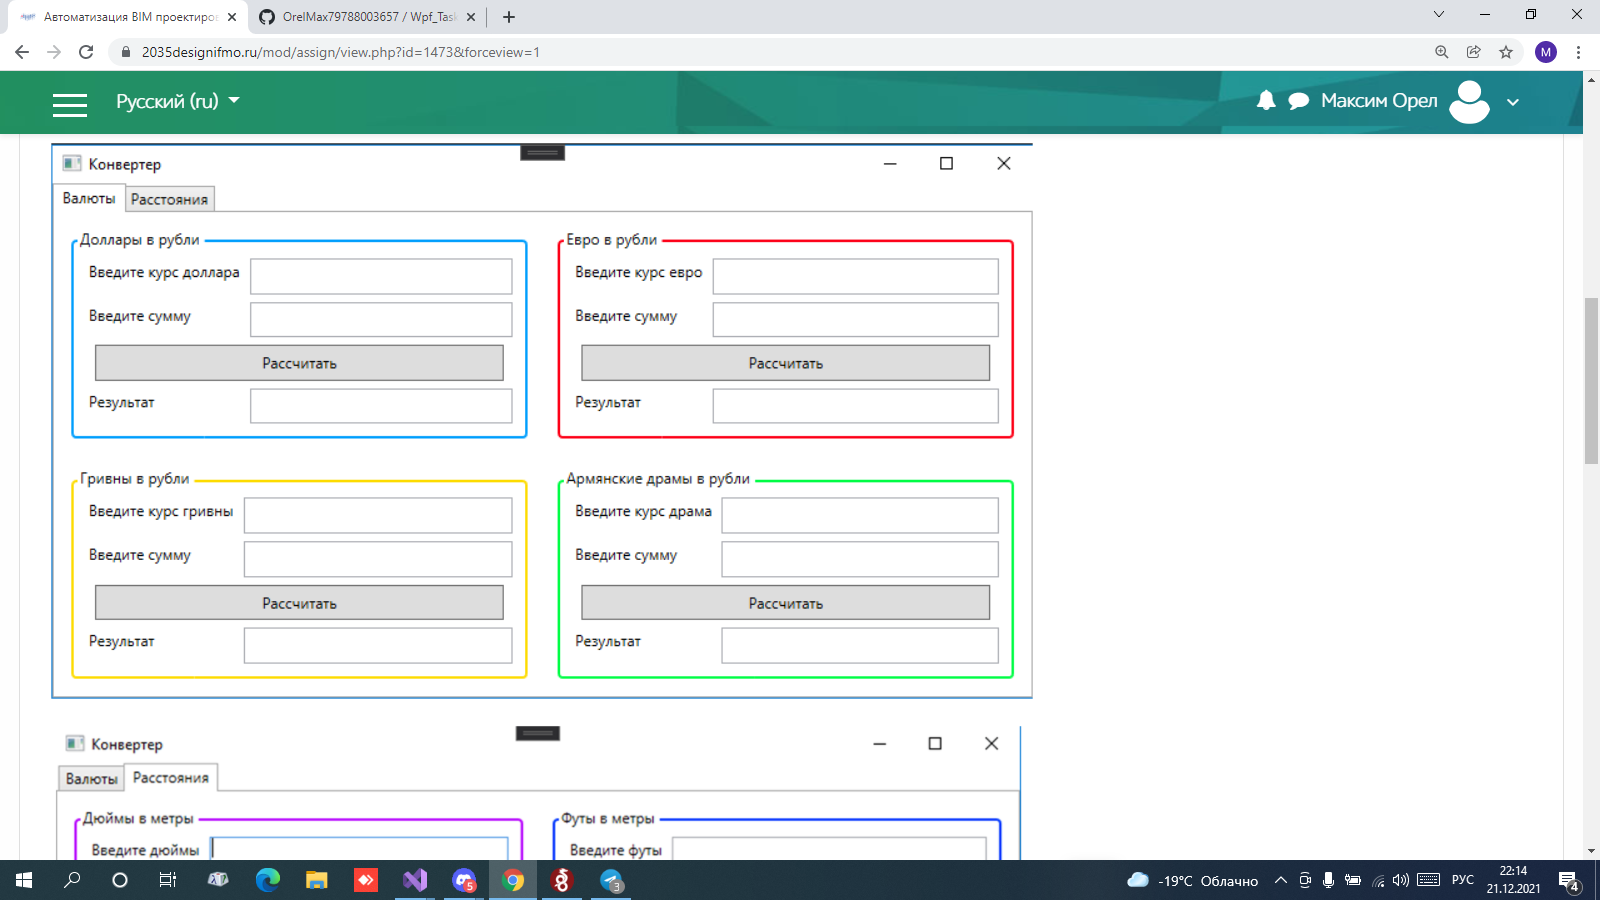 Автоматизация BIM проектиров
OrelMax79788003657 / Wpf_Tas
2035designifmo.ru/mod/assign/view.php?id=1473&forceview=1
M
Русский (ru)
Максим Орел
Конвертер
Валюты
Расстояния
Доллары в рубли
Введите курс доллара
Введите сумму
Рассчитать
Результат
Евро в рубли
Введите курс евро
Введите сумму
Рассчитать
Результат
Гривны в рубли
Введите курс гривны
Введите сумму
Рассчитать
Результат
Армянские драмы в рубли
Введите курс драма
Введите сумму
Рассчитать
Результат
Конвертер
Валюты
Расстояния
Дюймы в метры
Введите дюймы
Футы в метры
Введите футы
5
3
-19°C Облачно
РУС
22:14
21.12.2021
4